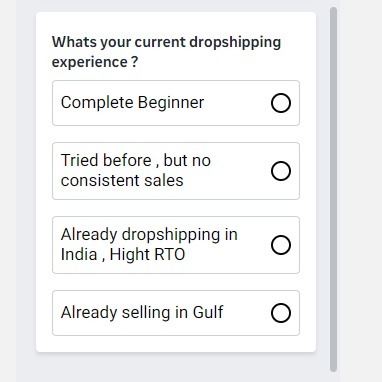 Whats your current dropshipping
experience ?
Complete Beginner
Tried before , but no
consistent sales
Already dropshipping in
India , Hight RTO
Already selling in Gulf